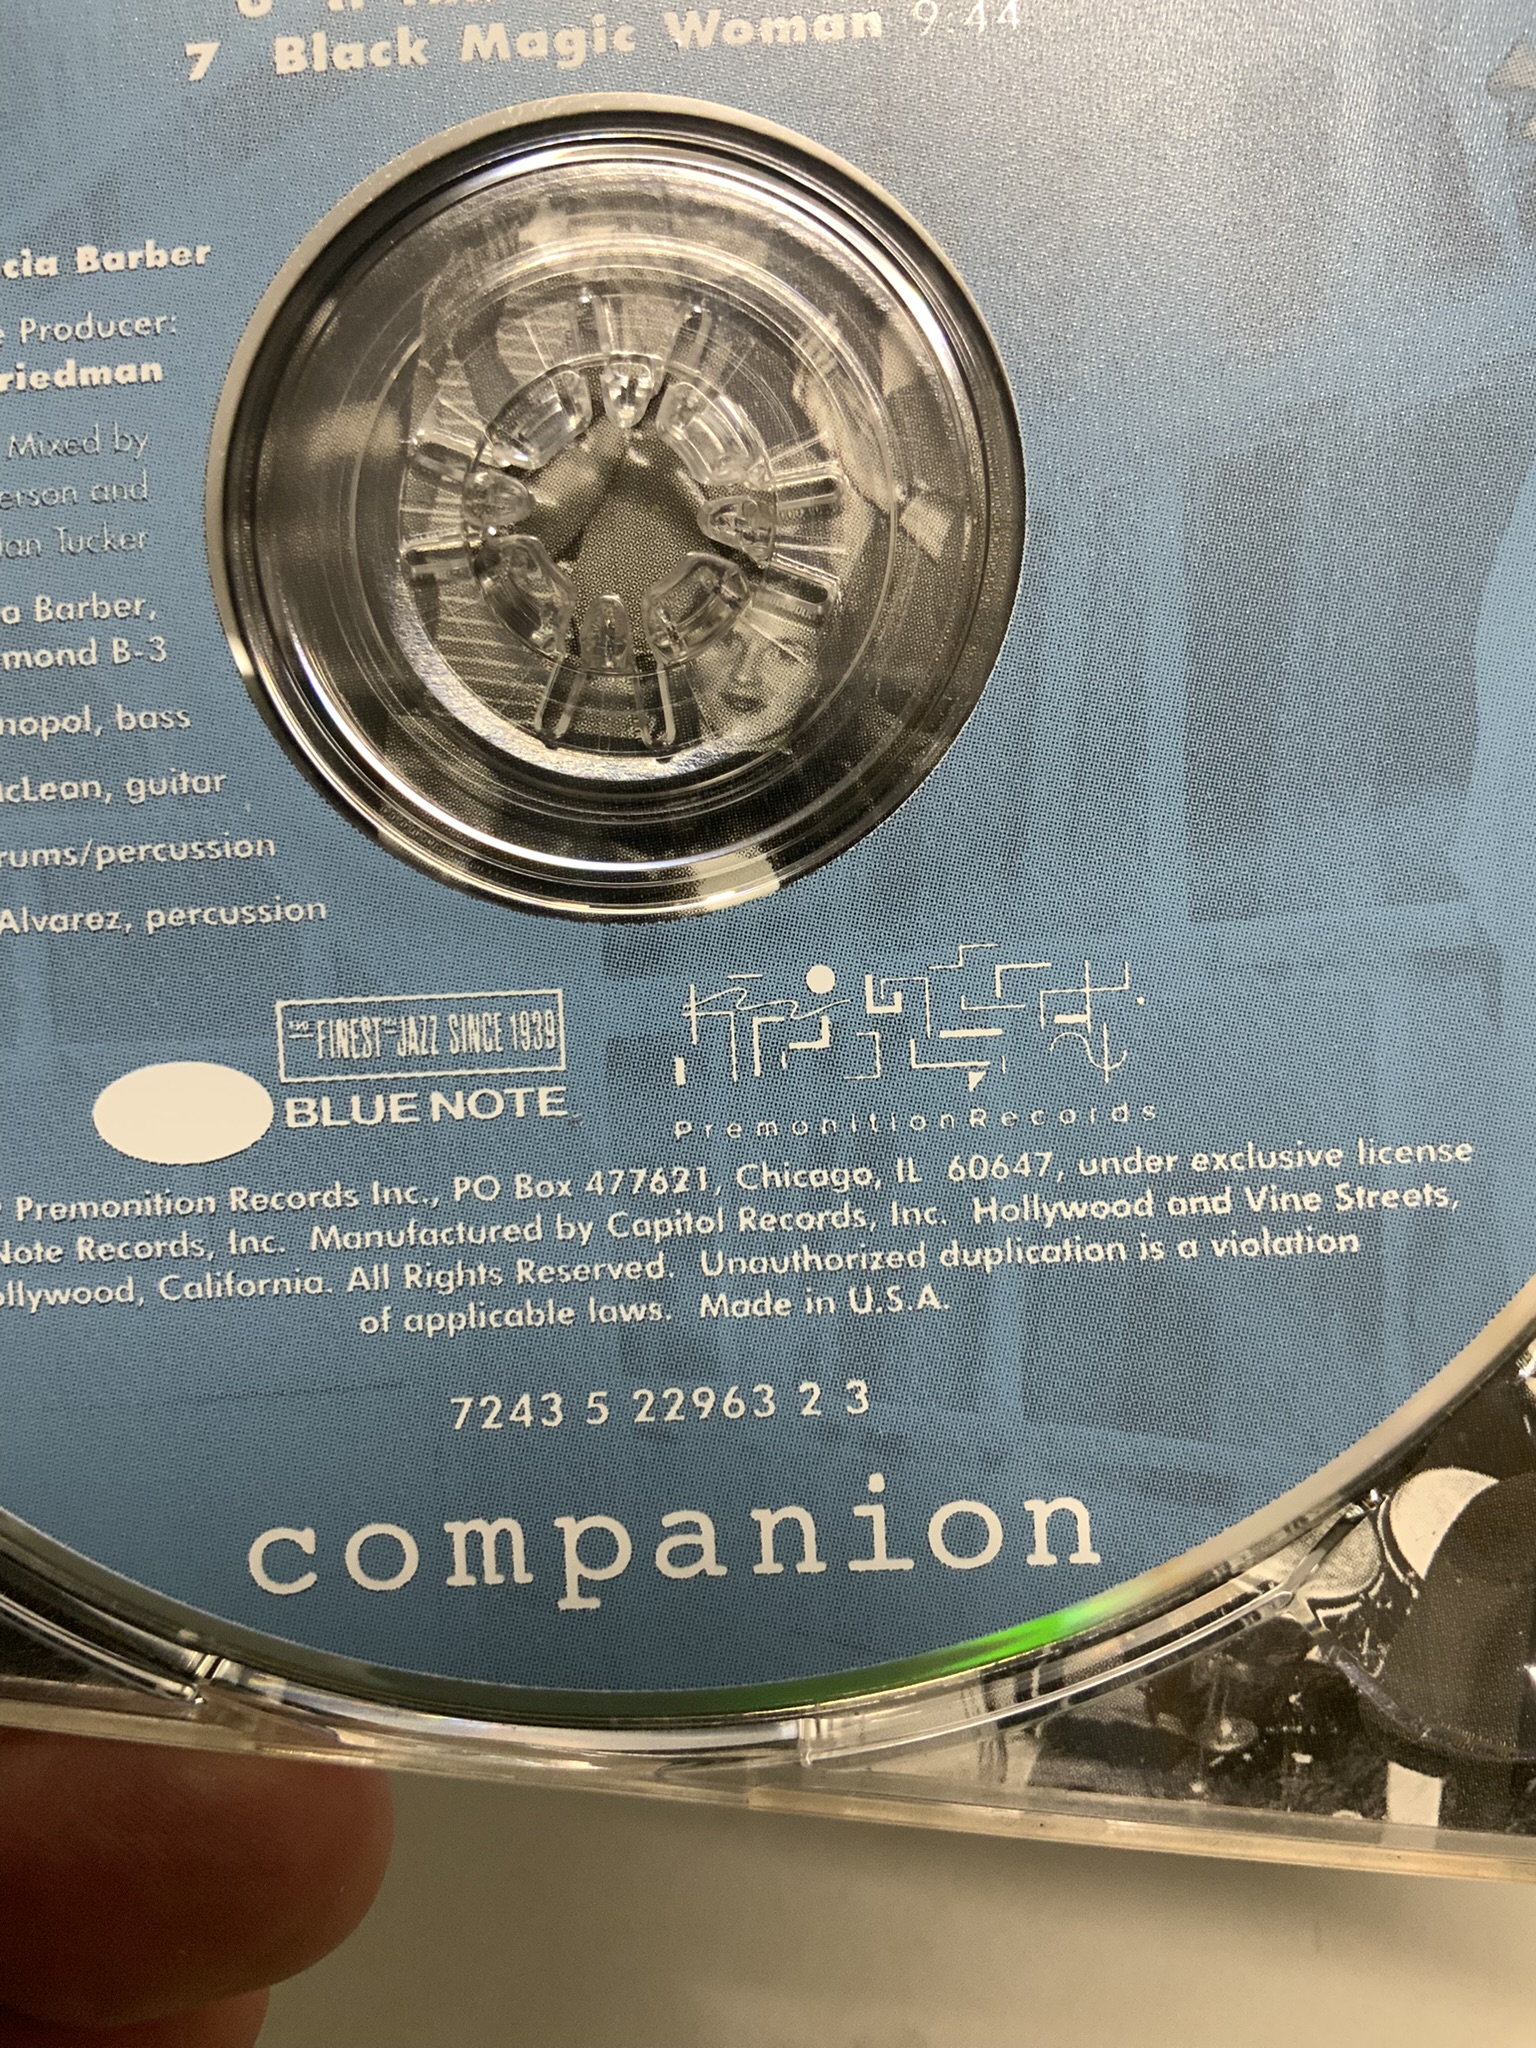 7 Black Magic Woman 9:44
cia Barber
e Producer:
riedman
Mixed by
erson and
lan Tucker
a Barber,
mond B-3
nopol, bass
cLean, guitar
rums/percussion
Alvarez, percussion
THE FINEST IN JAZZ SINCE 1939
BLUE NOTE
PremonitionRecords
Premonition Records Inc., PO Box 477621, Chicago, IL 60647, under exclusive license
Note Records, Inc. Manufactured by Capitol Records, Inc. Hollywood and Vine Streets,
ollywood, California. All Rights Reserved. Unauthorized duplication is a violation
of applicable laws. Made in U.S.A.
7243 5 22963 2 3
companion